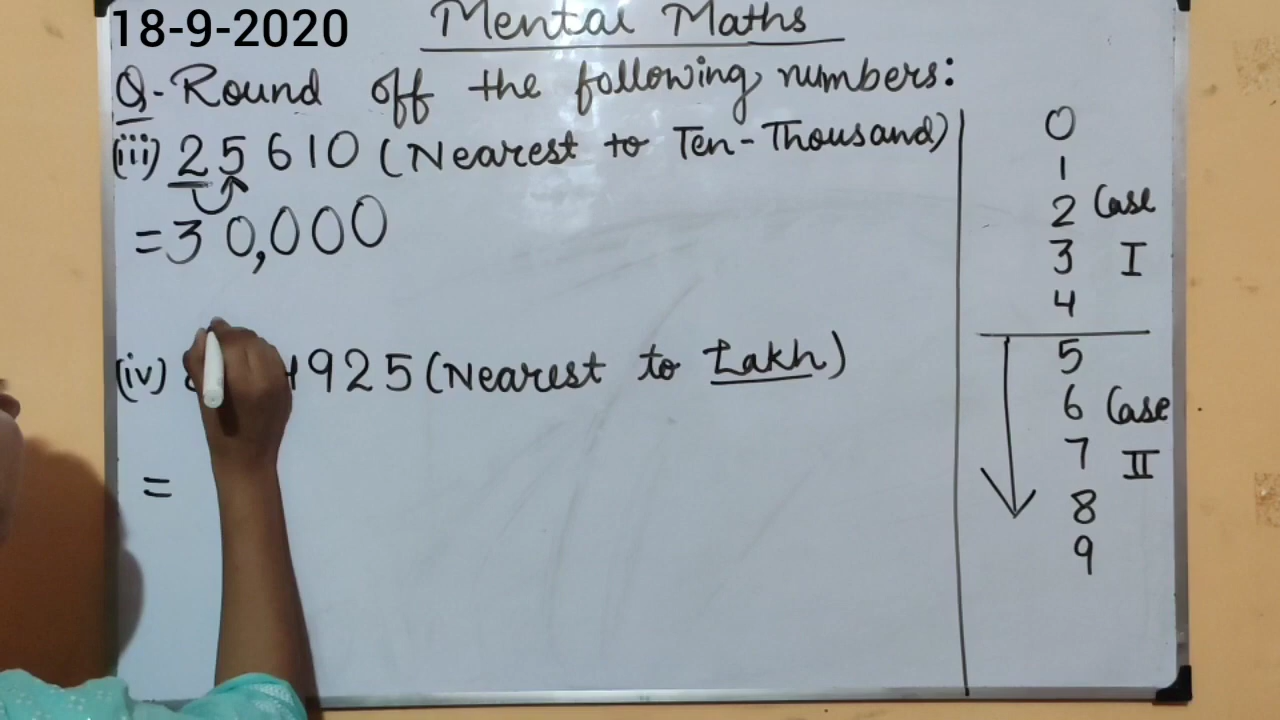 18-9-2020
Mental Maths
Q-Round off the following numbers:
(iii) 25610 (Nearest to Ten-Thousand)
=30,000
(iv) 4925 (Nearest to Lakh)
=
0
1
2 Case
3 I
4
5
6 Case
7 II
8
9